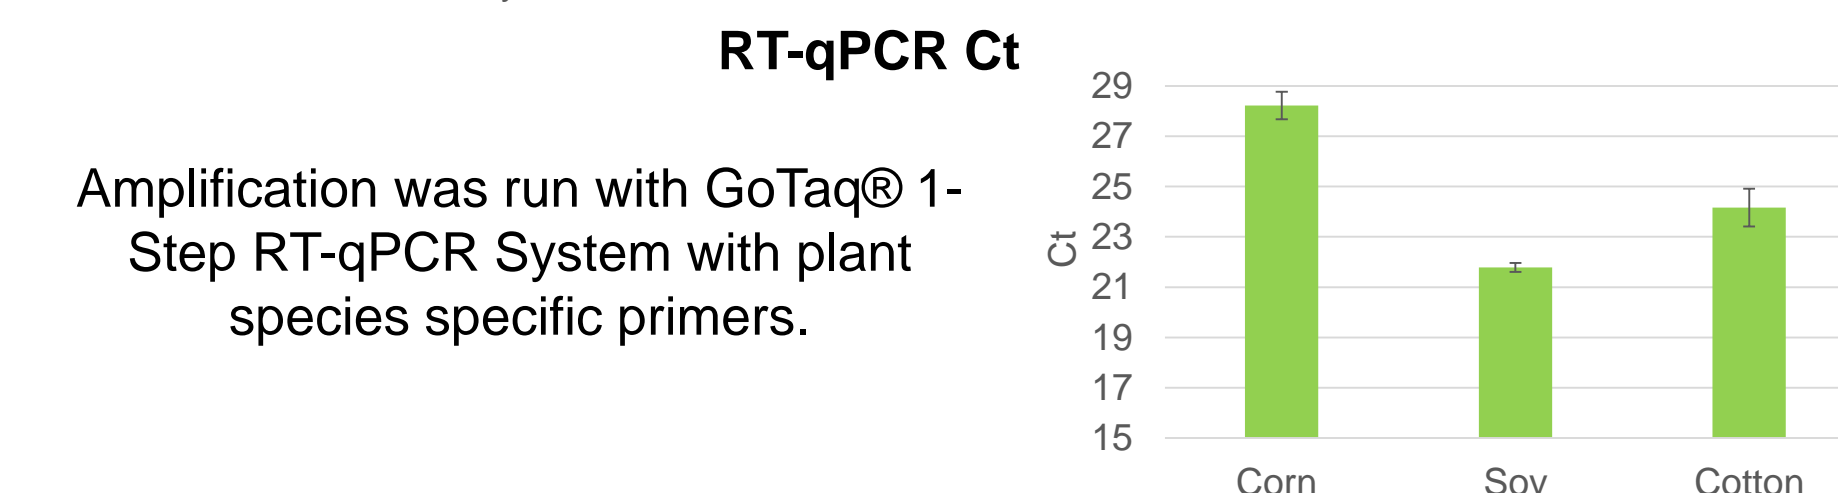 RT-qPCR Ct
Amplification was run with GoTaq® 1-
Step RT-qPCR System with plant
species specific primers.
29
27
25
23
21
19
17
15
Ct
Corn
Soy
Cotton